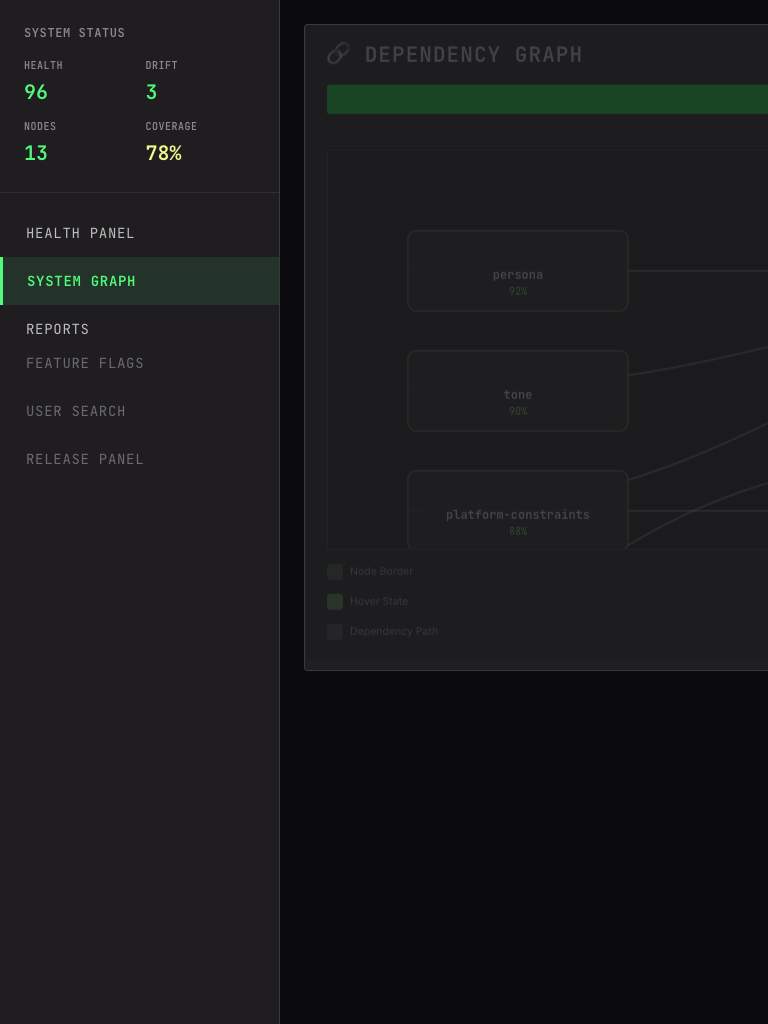 SYSTEM STATUS
HEALTH DRIFT
96 3
NODES COVERAGE
13 78%
HEALTH PANEL
SYSTEM GRAPH
REPORTS
FEATURE FLAGS
USER SEARCH
RELEASE PANEL
DEPENDENCY GRAPH
persona
92%
tone
90%
platform-constraints
88%
Node Border
Hover State
Dependency Path